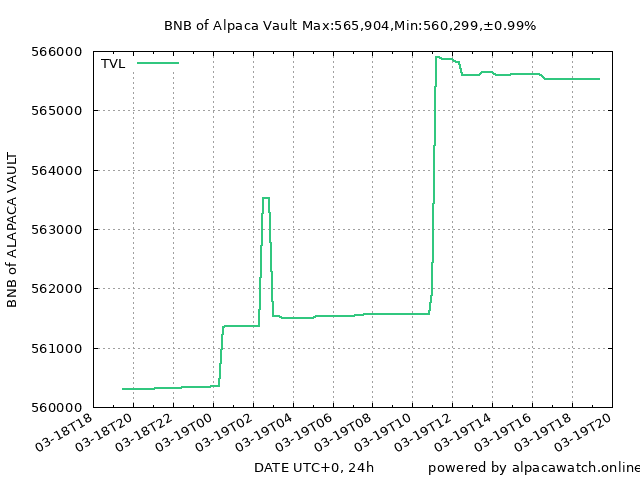 BNB of Alpaca Vault Max:565,904,Min:560,299,±0.99%
TVL
566000
565000
564000
563000
562000
561000
560000
BNB of ALAPACA VAULT
03-18T18
03-18T20
03-18T22
03-19T00
03-19T02
03-19T04
03-19T06
03-19T08
03-19T10
03-19T12
03-19T14
03-19T16
03-19T18
03-19T20
DATE UTC+0, 24h
powered by alpacawatch.online